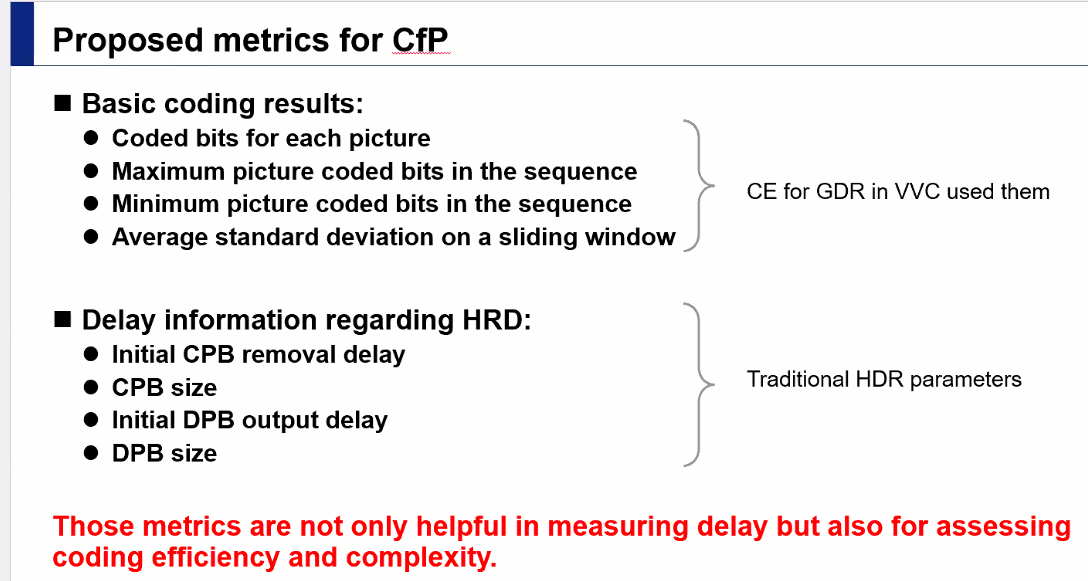 Proposed metrics for CfP
■ Basic coding results:
● Coded bits for each picture
● Maximum picture coded bits in the sequence
● Minimum picture coded bits in the sequence
● Average standard deviation on a sliding window
CE for GDR in VVC used them
■ Delay information regarding HRD:
● Initial CPB removal delay
● CPB size
● Initial DPB output delay
● DPB size
Traditional HDR parameters
Those metrics are not only helpful in measuring delay but also for assessing
coding efficiency and complexity.